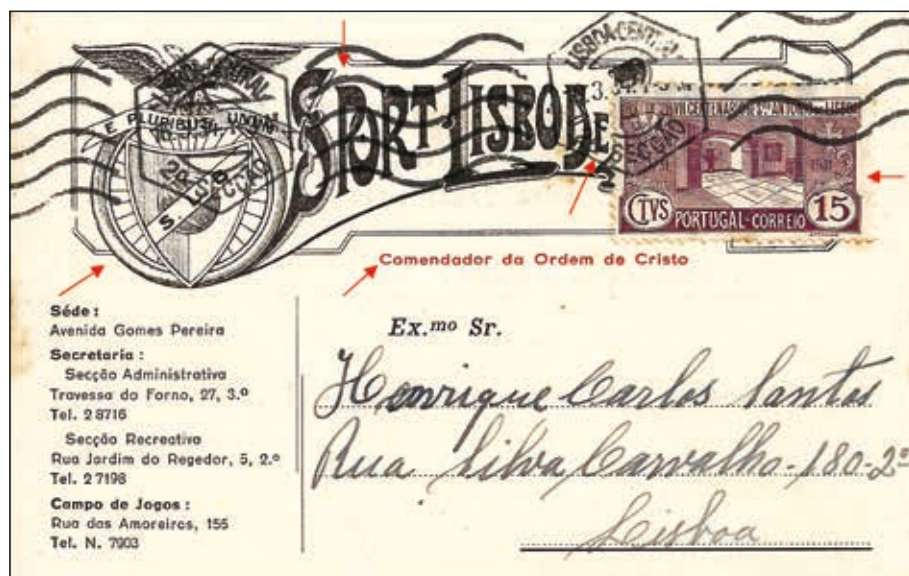 LISBOA-CENTRAL
E PLURIBUS UNUM
S. L. B.
SPORT LISBOA
SECÇÃO
CTVS PORTUGAL-CORREIO 15
Comendador da Ordem de Cristo
Séde :
Avenida Gomes Pereira
Secretaria :
Secção Administrativa
Travessa do Forno, 27, 3.º
Tel. 2 8716
Secção Recreativa
Rua Jardim do Regedor, 5, 2.º
Tel. 2 7198
Campo de Jogos :
Rua das Amoreiras, 155
Tel. N. 7903
Ex.mo Sr.
Henrique Carlos Santos
Rua Silva Carvalho-180-2º
Lisboa